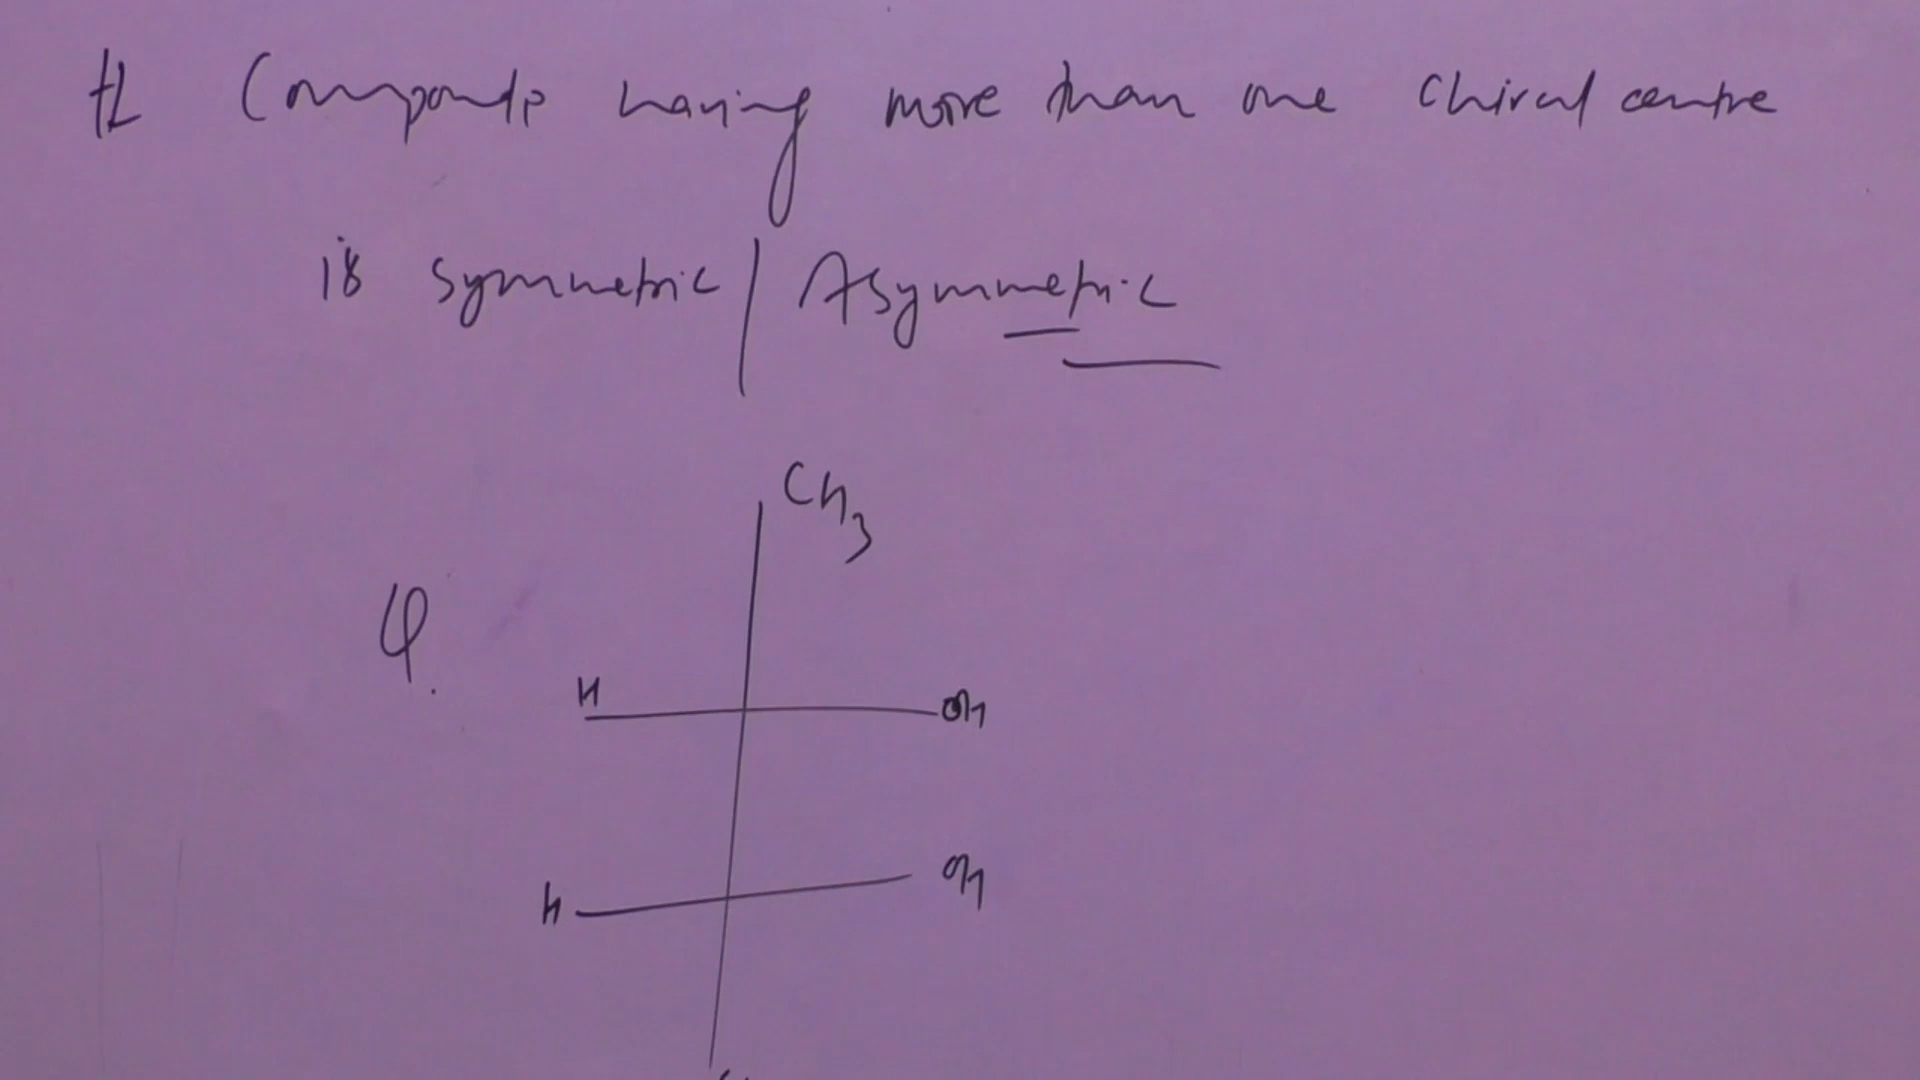 # Compounds having more than one chiral centre
is symmetric / Asymmetric
CH3
Q.
H OH
H OH